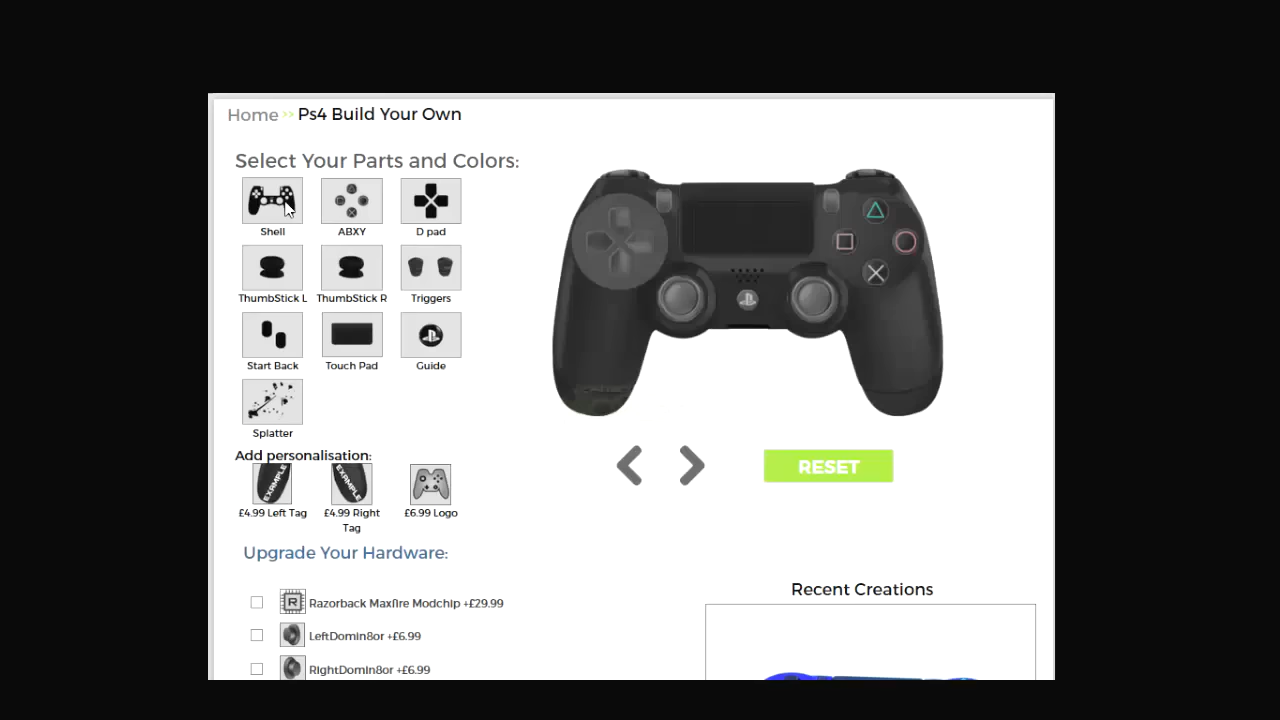 Home >> Ps4 Build Your Own
Select Your Parts and Colors:
Shell ABXY D pad
ThumbStick L ThumbStick R Triggers
Start Back Touch Pad Guide
Splatter
Add personalisation:
EXAMPLE EXAMPLE
£4.99 Left Tag £4.99 Right Tag £6.99 Logo
RESET
Upgrade Your Hardware:
R Razorback Maxfire Modchip +£29.99
LeftDomin8or +£6.99
RightDomin8or +£6.99
Recent Creations